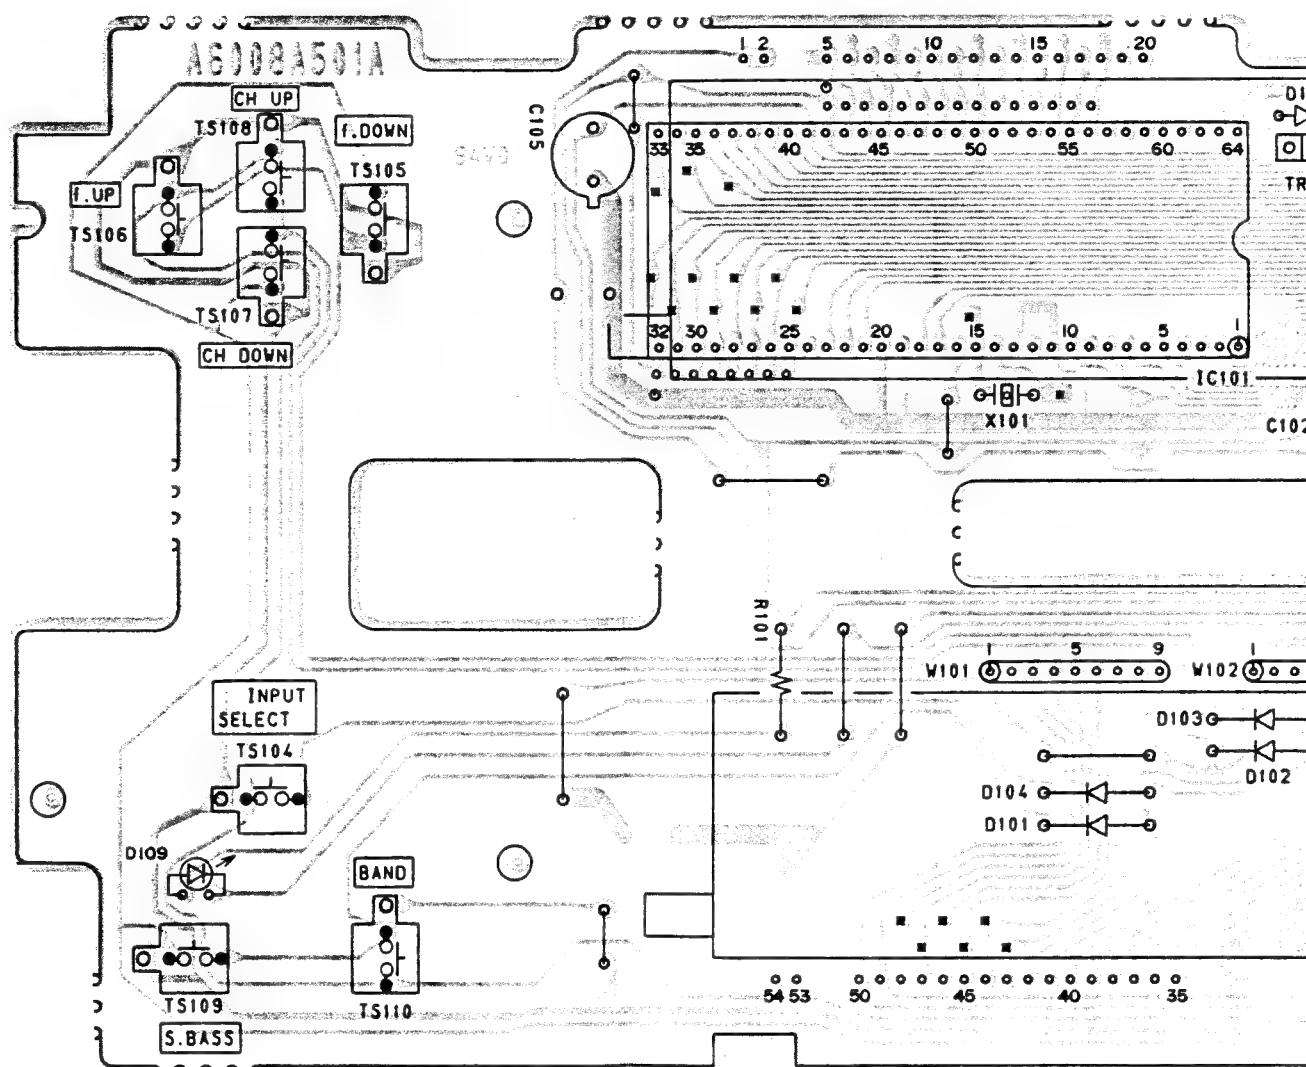 A6008A501A
1 2 5 10 15 20
CH UP
TS108
f.DOWN
C105
D1
33 35 40 45 50 55 60 64
TS105
TR
f.UP
TS106
TS107
32 30 25 20 15 10 5 1
CH DOWN
IC101
X101
C102
R101
1 5 9
W101
1
W102
INPUT
SELECT
D103
TS104
D102
D104
D101
D109
BAND
54 53 50 45 40 35
TS109
TS110
S.BASS